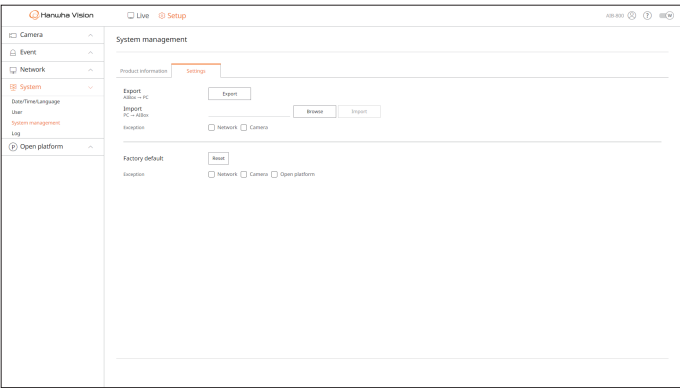 Hanwha Vision
Live Setup
AIB-800 ?
Camera
Event
Network
System
Date/Time/Language
User
System management
Log
P Open platform
System management
Product information Settings
Export
AIBox → PC
Export
Import
PC → AIBox
Browse Import
Exception Network Camera
Factory default Reset
Exception Network Camera Open platform